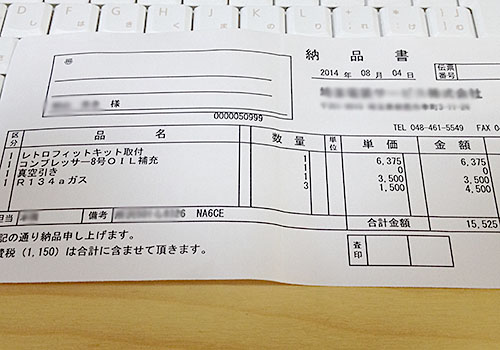 納品書
2014 年 08 月 04 日
伝票番号
様
0000050999
TEL 048-461-5549 FAX 04
区分 品名 数量 単位 単価 金額
1 レトロフィットキット取付 1 6,375 6,375
1 コンプレッサー8号OIL補充 1 0 0
1 真空引き 1 3,500 3,500
1 R134aガス 3 1,500 4,500
担当 備考 NA6CE 合計金額 15,525
記の通り納品申し上げます。
費税(1,150)は合計に含ませて頂きます。
査印